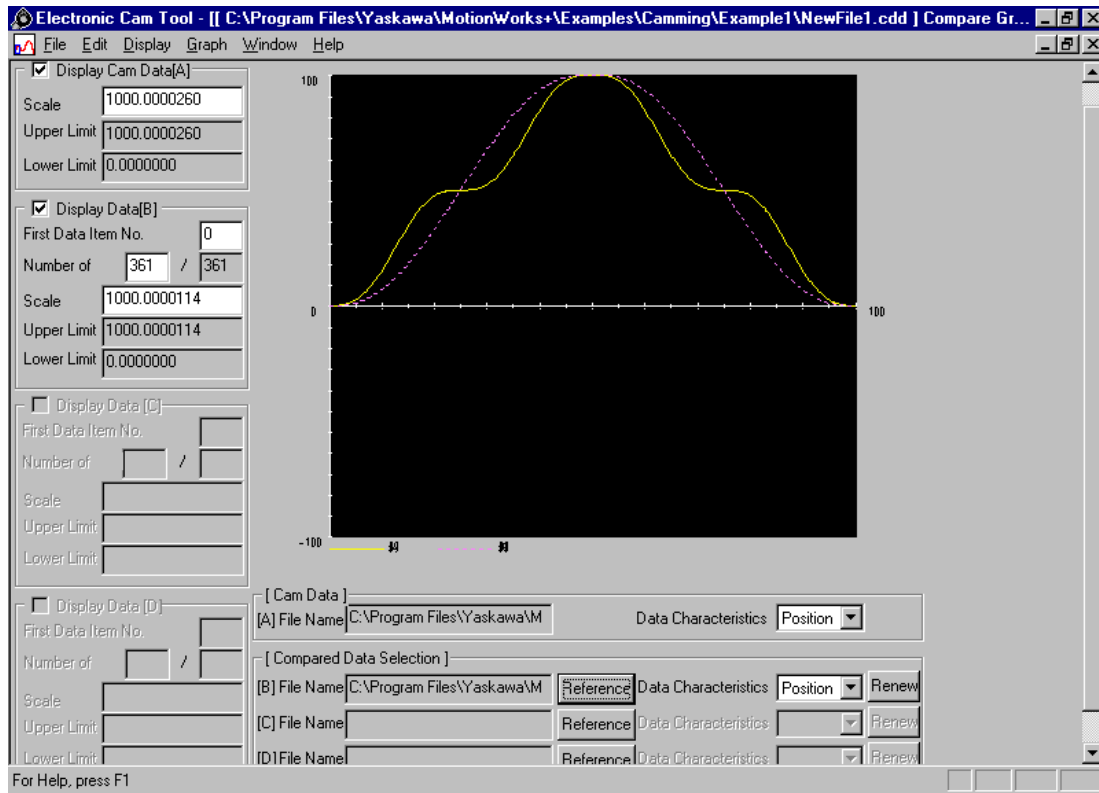 Electronic Cam Tool - [[ C:\Program Files\Yaskawa\MotionWorks+\Examples\Camming\Example1\NewFile1.cdd ] Compare Gr...
File Edit Display Graph Window Help
Display Cam Data[A]
Scale 1000.0000260
Upper Limit 1000.0000260
Lower Limit 0.0000000
Display Data[B]
First Data Item No. 0
Number of 361 / 361
Scale 1000.0000114
Upper Limit 1000.0000114
Lower Limit 0.0000000
Display Data [C]
First Data Item No.
Number of /
Scale
Upper Limit
Lower Limit
Display Data [D]
First Data Item No.
Number of /
Scale
Upper Limit
Lower Limit
100
0
100
-100
[ Cam Data ]
[A] File Name C:\Program Files\Yaskawa\M Data Characteristics Position
[ Compared Data Selection ]
[B] File Name C:\Program Files\Yaskawa\M Reference Data Characteristics Position Renew
[C] File Name Reference Data Characteristics Renew
[D] File Name Reference Data Characteristics Renew
For Help, press F1